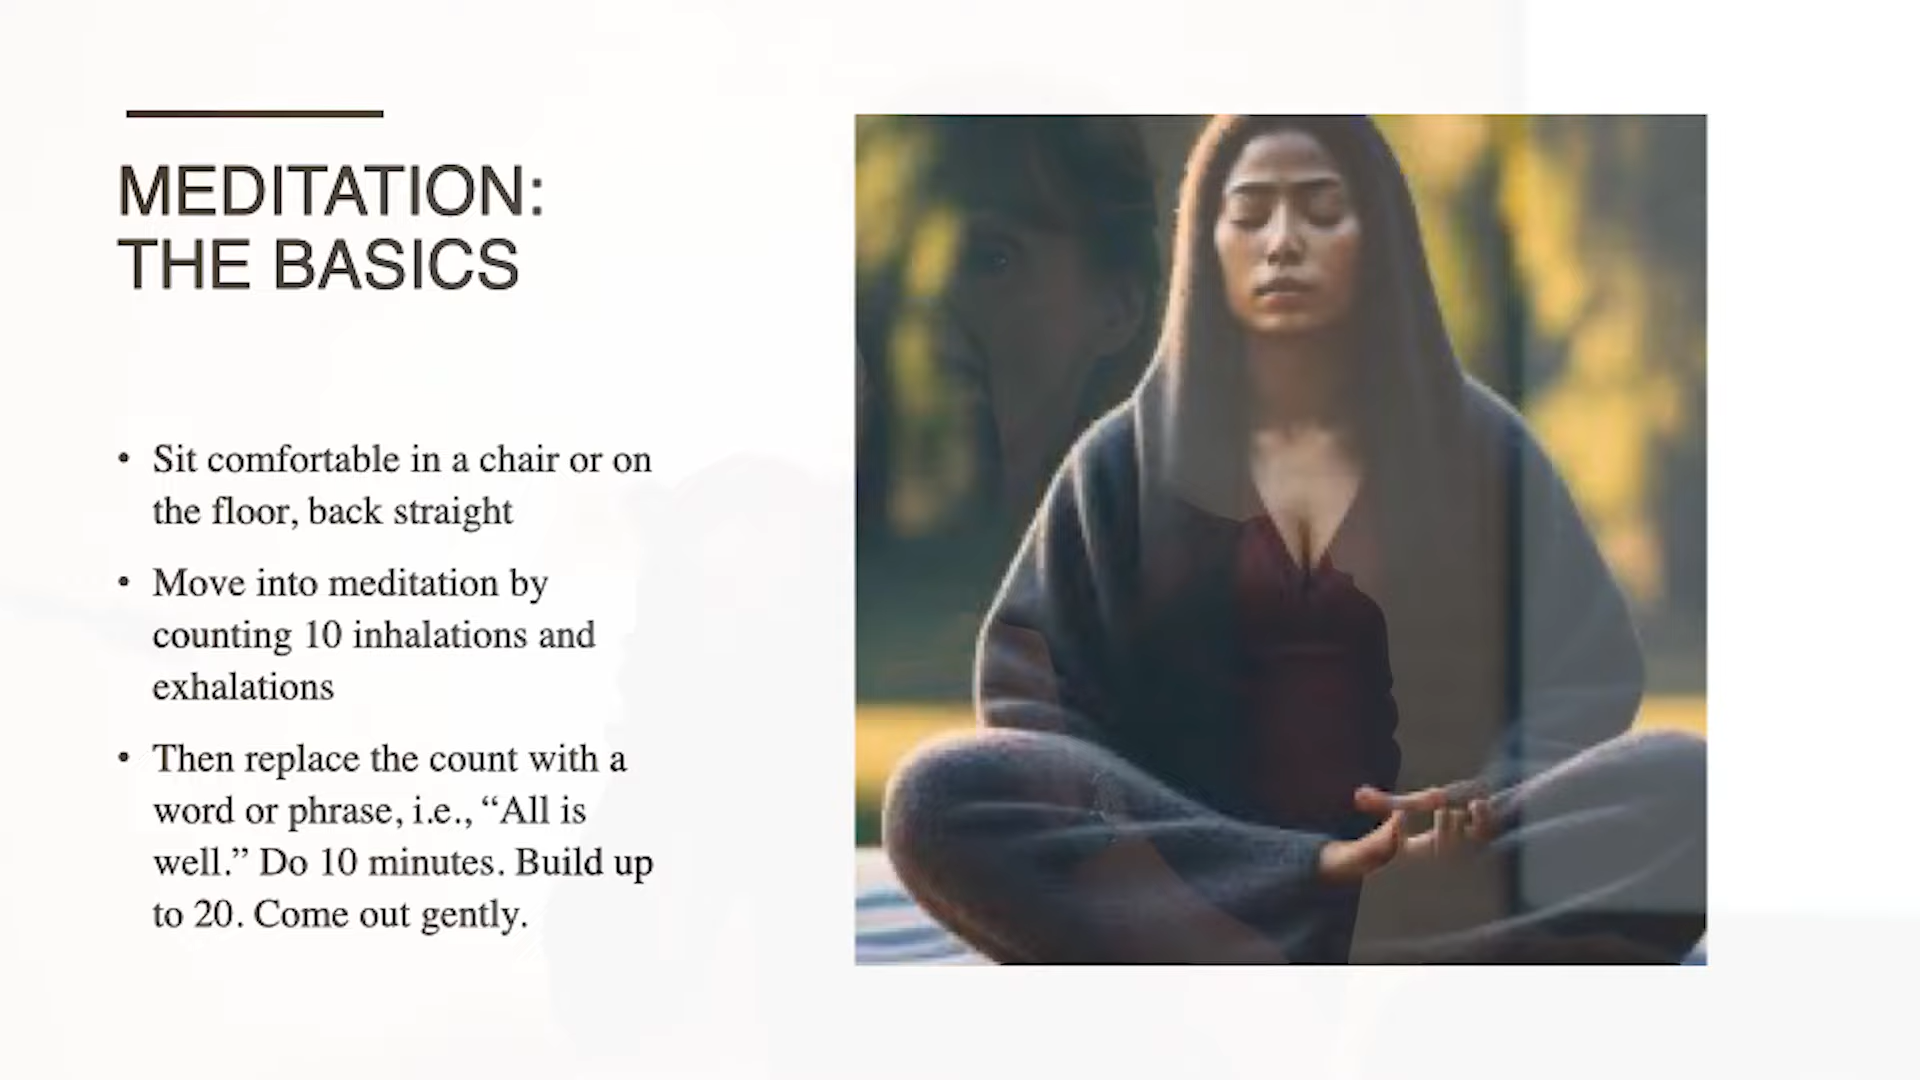 MEDITATION:
THE BASICS
• Sit comfortable in a chair or on
the floor, back straight
• Move into meditation by
counting 10 inhalations and
exhalations
• Then replace the count with a
word or phrase, i.e., “All is
well.” Do 10 minutes. Build up
to 20. Come out gently.